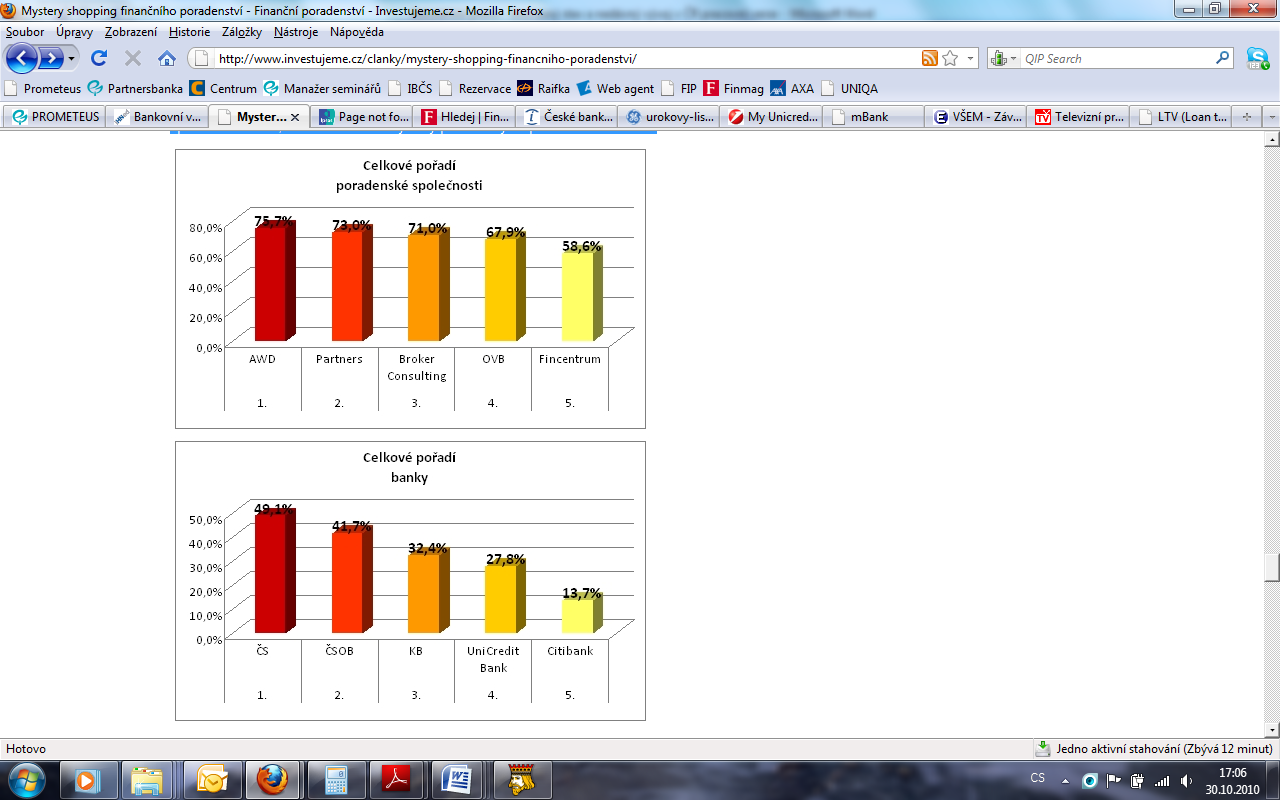 Mystery shopping finančního poradenství - Finanční poradenství - Investujeme.cz - Mozilla Firefox
Soubor Úpravy Zobrazení Historie Záložky Nástroje Nápověda
http://www.investujeme.cz/clanky/mystery-shopping-financniho-poradenstvi/
QIP Search
Prometeus Partnersbanka Centrum Manažer seminářů IBČS Rezervace Raifka Web agent FIP Finmag AXA UNIQA
PROMETEUS Bankovní v... Myster... Page not fo... Hledej | Fin... České bank... urokovy-lis... My Unicred... mBank VŠEM - Záv... Televizní pr... LTV (Loan t...
Celkové pořadí
poradenské společnosti
75,7% 73,0% 71,0% 67,9% 58,6%
80,0%
60,0%
40,0%
20,0%
0,0%
AWD Partners Broker Consulting OVB Fincentrum
1. 2. 3. 4. 5.
Celkové pořadí
banky
49,1% 41,7% 32,4% 27,8% 13,7%
50,0%
40,0%
30,0%
20,0%
10,0%
0,0%
ČS ČSOB KB UniCredit Bank Citibank
1. 2. 3. 4. 5.
Hotovo
Jedno aktivní stahování (Zbývá 12 minut)
CS
17:06
30.10.2010